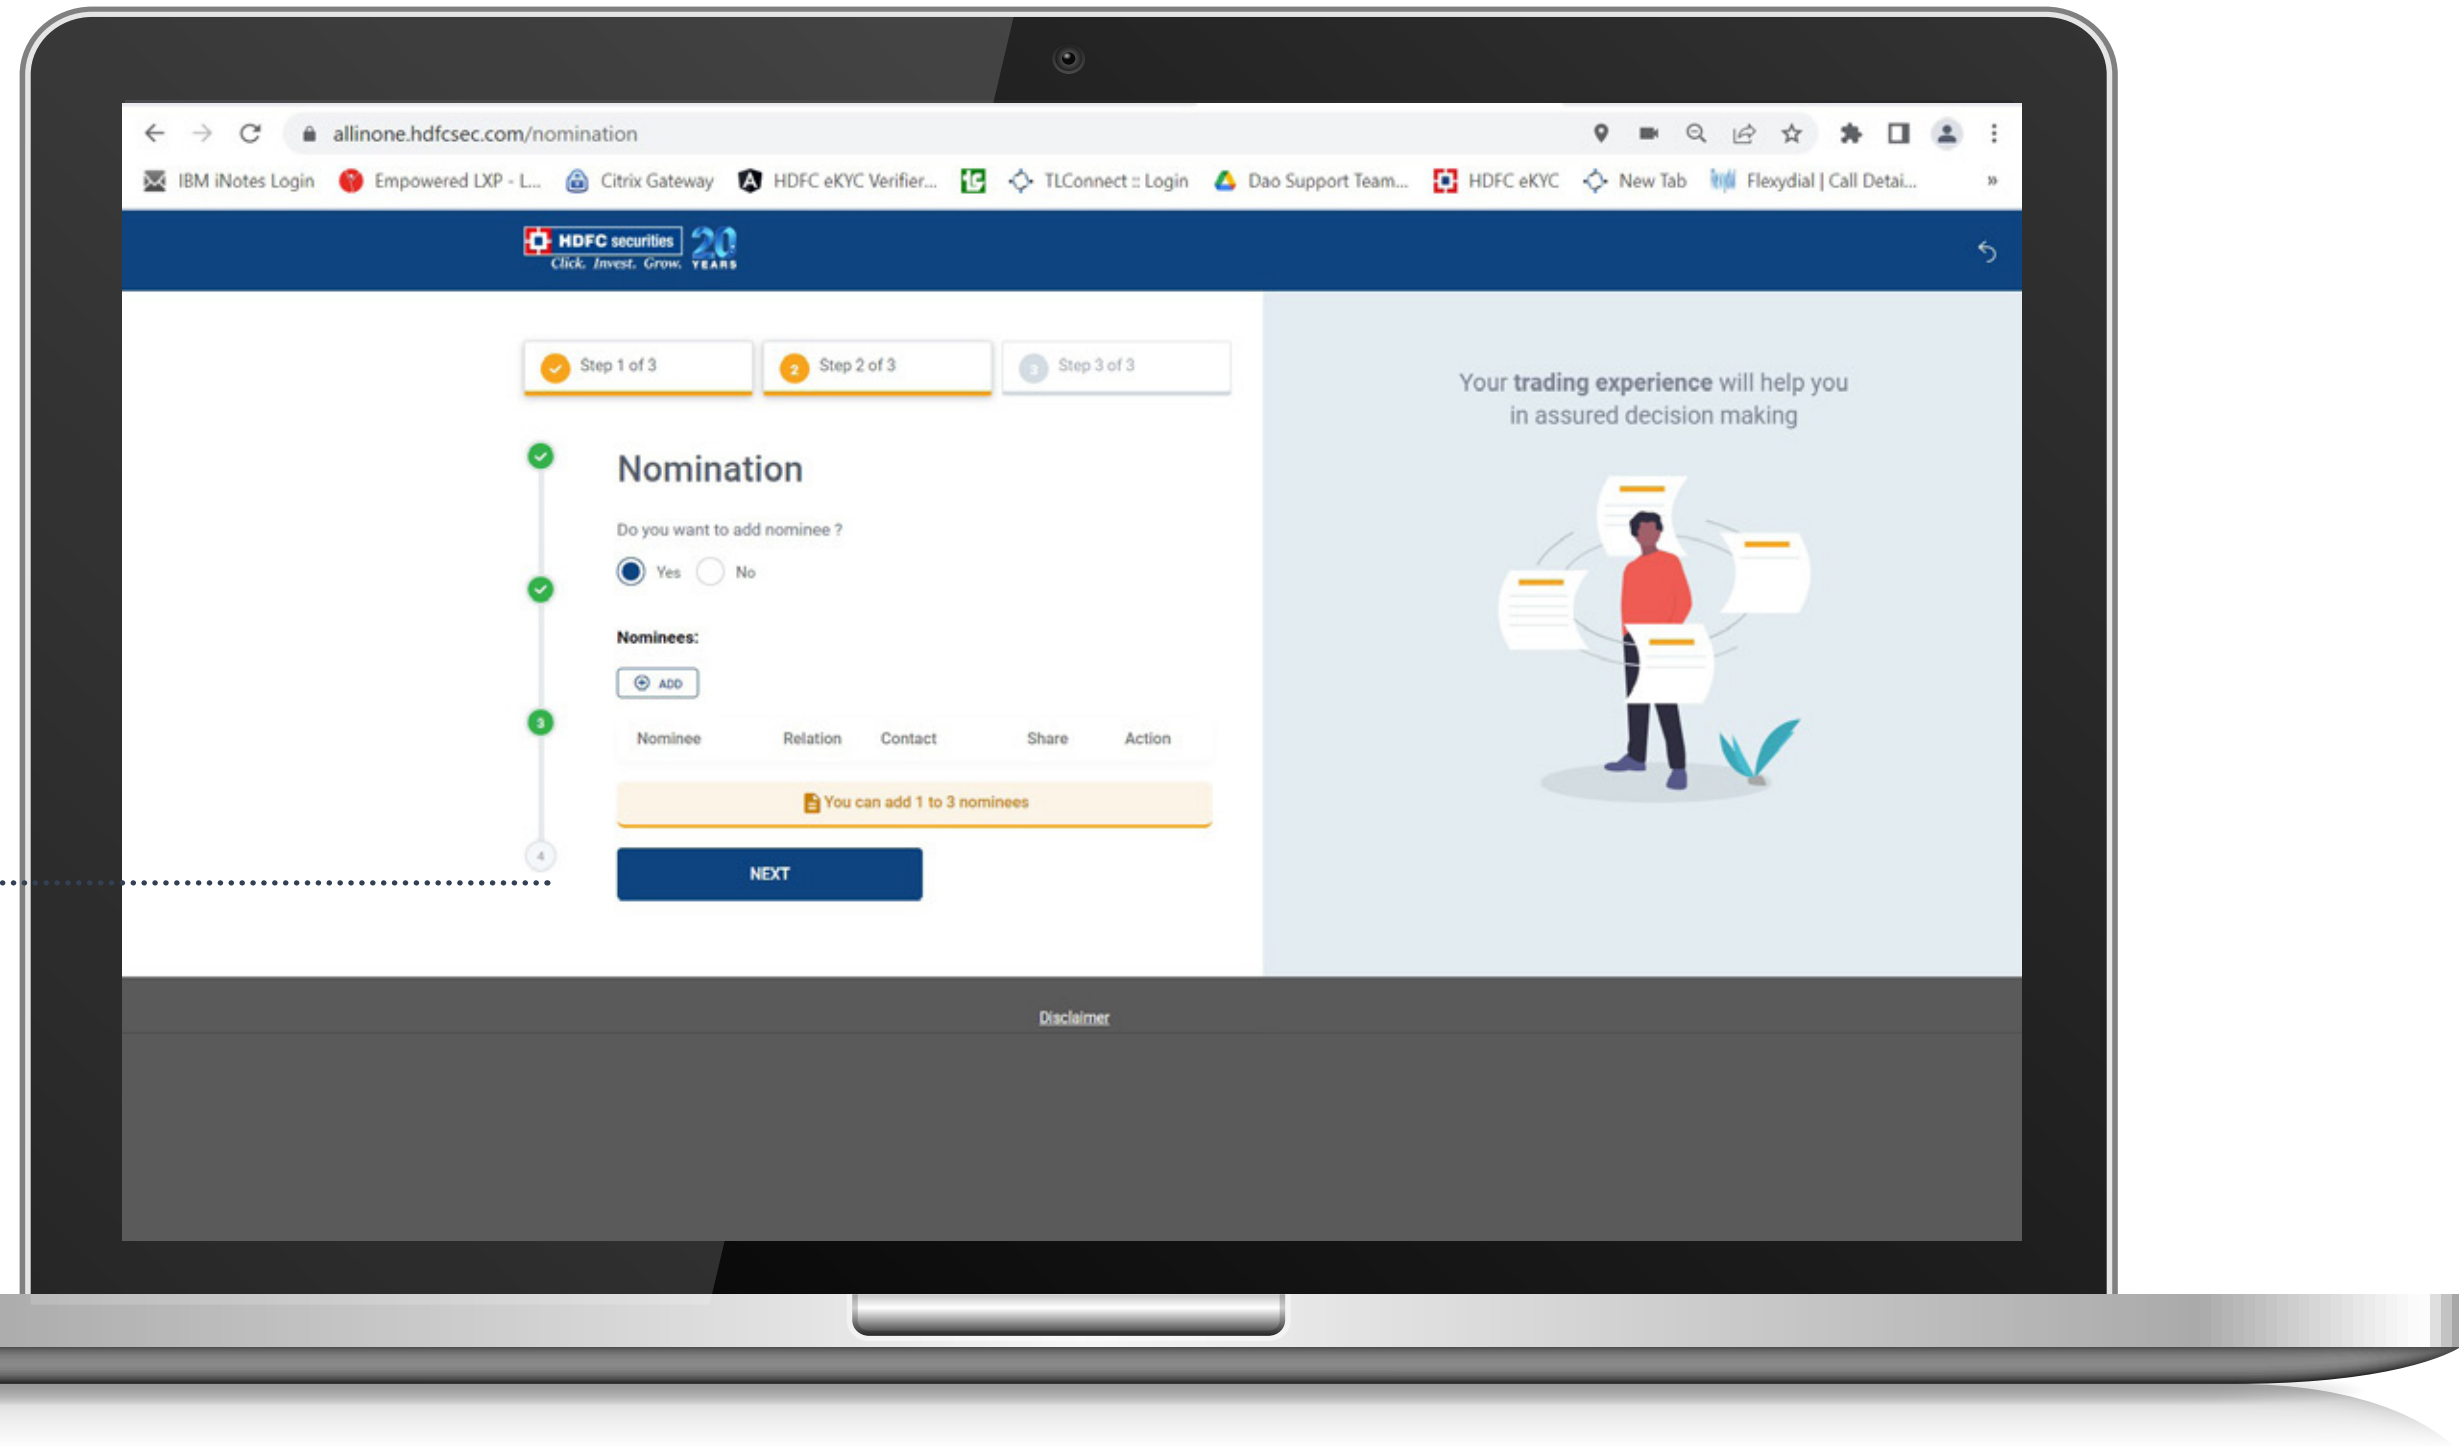 allinone.hdfcsec.com/nomination
IBM iNotes Login Empowered LXP - L... Citrix Gateway HDFC eKYC Verifier... TLConnect :: Login Dao Support Team... HDFC eKYC New Tab Flexydial | Call Detai... »
HDFC securities
Click. Invest. Grow.
20
YEARS
Step 1 of 3
2 Step 2 of 3
3 Step 3 of 3
Nomination
Do you want to add nominee ?
Yes No
Nominees:
ADD
3
Nominee Relation Contact Share Action
You can add 1 to 3 nominees
4
NEXT
Your trading experience will help you
in assured decision making
Disclaimer